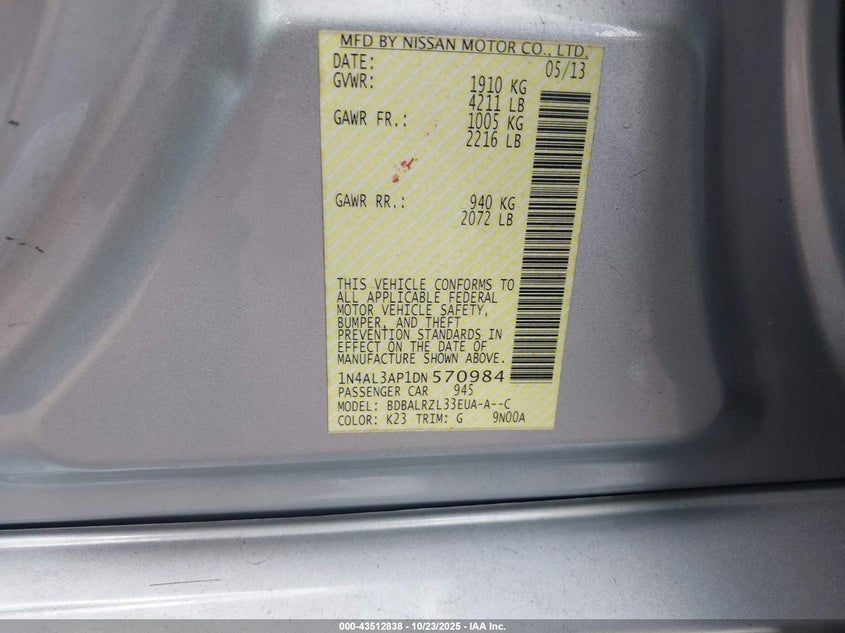 MFD BY NISSAN MOTOR CO., LTD.
DATE: 05/13
GVWR: 1910 KG
4211 LB
GAWR FR.: 1005 KG
2216 LB
GAWR RR.: 940 KG
2072 LB
THIS VEHICLE CONFORMS TO
ALL APPLICABLE FEDERAL
MOTOR VEHICLE SAFETY,
BUMPER, AND THEFT
PREVENTION STANDARDS IN
EFFECT ON THE DATE OF
MANUFACTURE SHOWN ABOVE.
1N4AL3AP1DN570984
PASSENGER CAR 945
MODEL: BDBALRZL33EUA-A--C
COLOR: K23 TRIM: G 9N00A
000-43512838 - 10/23/2025 - IAA Inc.